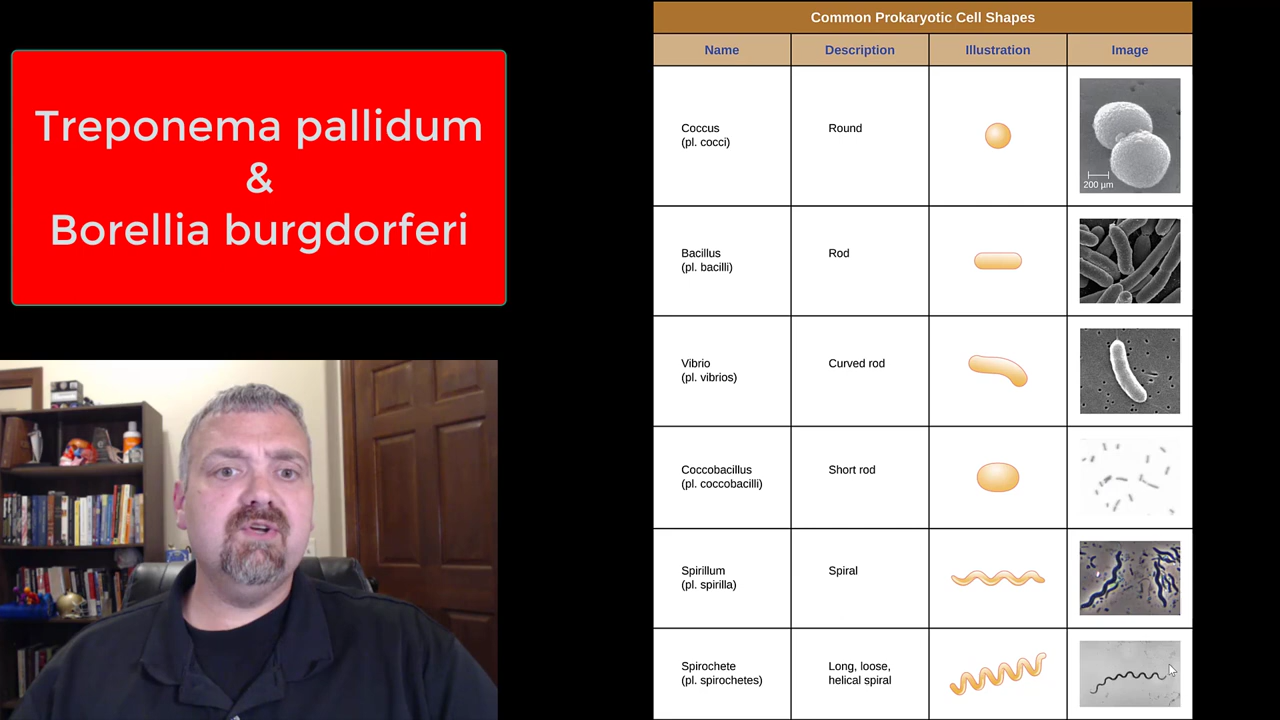 Treponema pallidum
&
Borellia burgdorferi
Common Prokaryotic Cell Shapes
Name Description Illustration Image
Coccus
(pl. cocci)
Round
200 µm
Bacillus
(pl. bacilli)
Rod
Vibrio
(pl. vibrios)
Curved rod
Coccobacillus
(pl. coccobacilli)
Short rod
Spirillum
(pl. spirilla)
Spiral
Spirochete
(pl. spirochetes)
Long, loose,
helical spiral